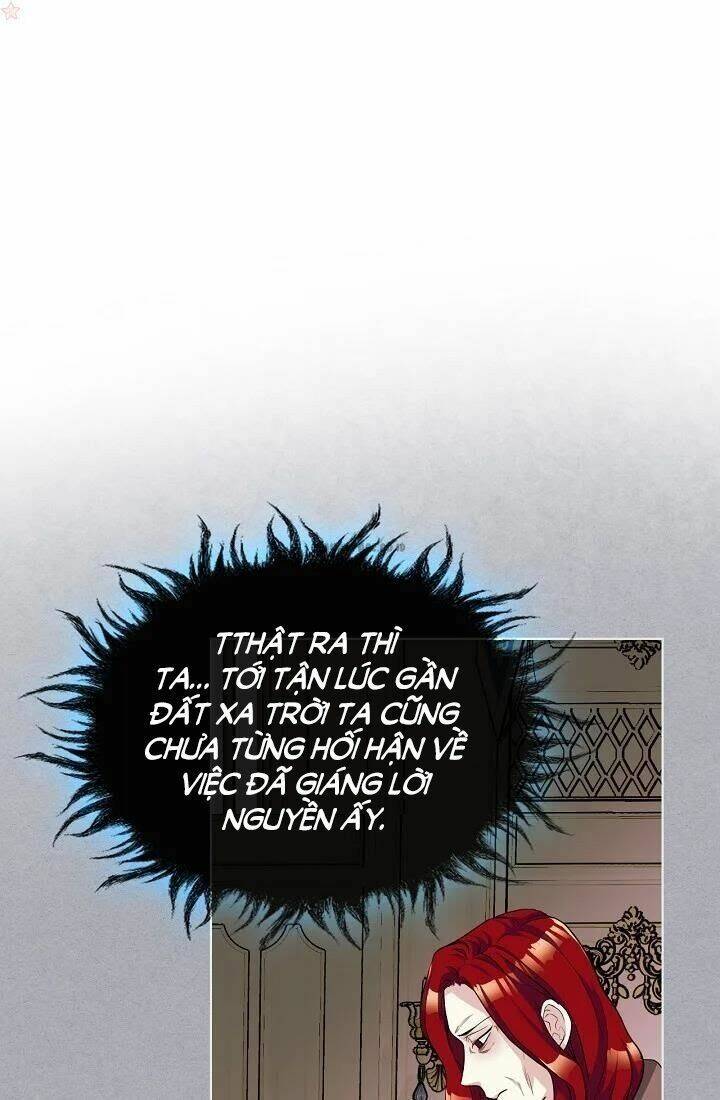 TTHẬT RA THÌ
TA... TỚI TẬN LÚC GẦN
ĐẤT XA TRỜI TA CŨNG
CHƯA TỪNG HỐI HẬN VỀ
VIỆC ĐÃ GIÁNG LỜI
NGUYỀN ẤY.